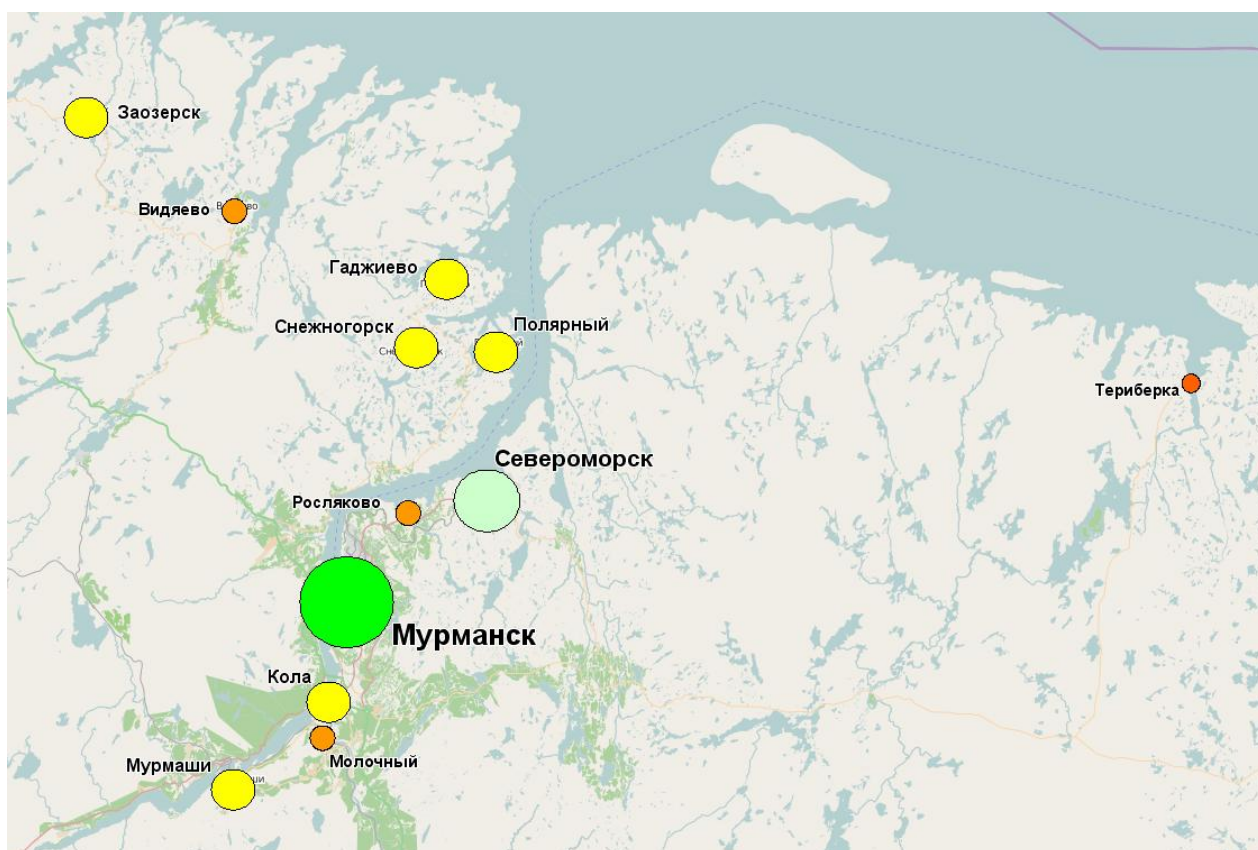 Заозерск
Видяево
Гаджиево
Снежногорск
Полярный
Териберка
Североморск
Росляково
Мурманск
Кола
Молочный
Мурмаши